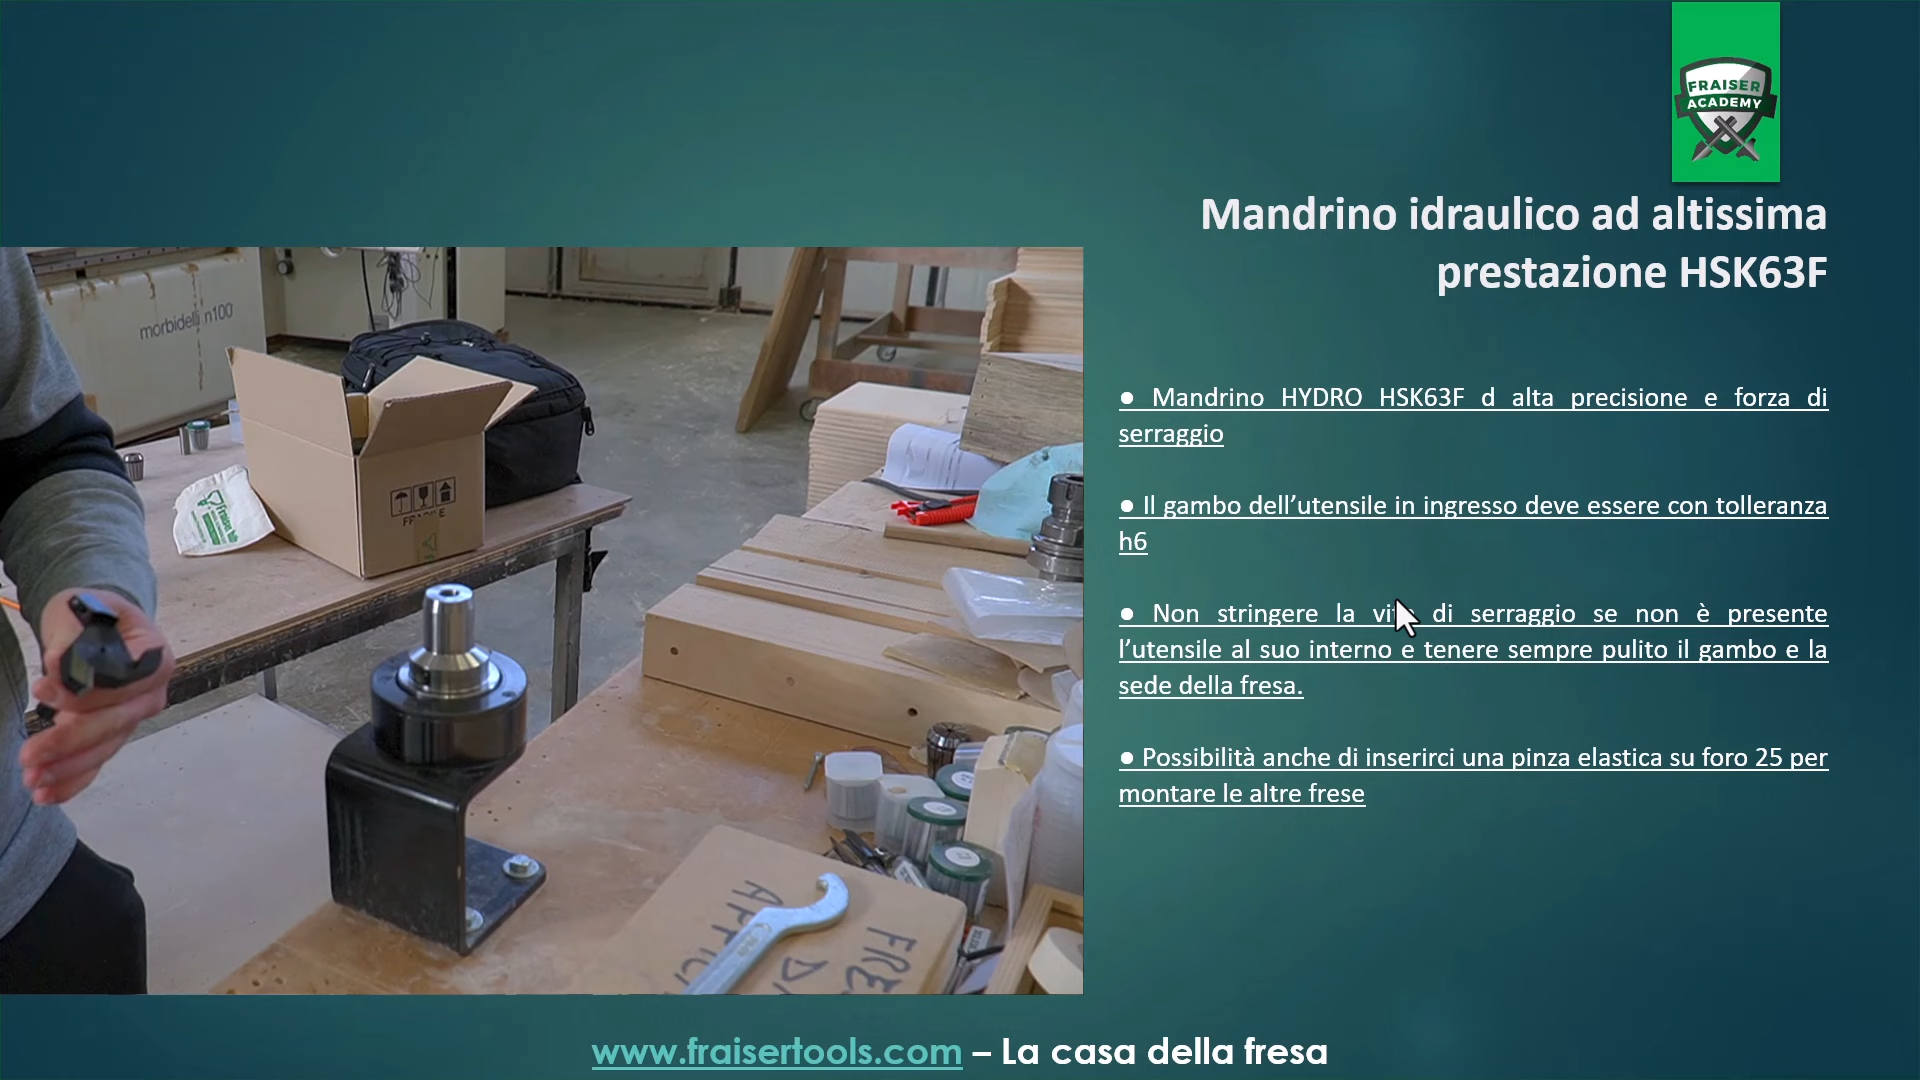 FRAISER
ACADEMY
Mandrino idraulico ad altissima
prestazione HSK63F
● Mandrino HYDRO HSK63F d alta precisione e forza di
serraggio
● Il gambo dell’utensile in ingresso deve essere con tolleranza
h6
● Non stringere la vite di serraggio se non è presente
l’utensile al suo interno e tenere sempre pulito il gambo e la
sede della fresa.
● Possibilità anche di inserirci una pinza elastica su foro 25 per
montare le altre frese
morbidelli n100
Fraiser
FRAGILE
www.fraisertools.com – La casa della fresa